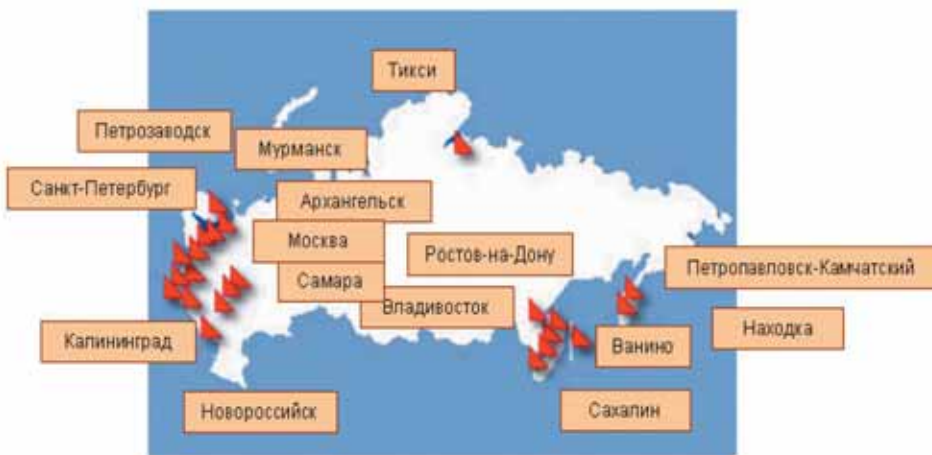 Тикси
Петрозаводск
Мурманск
Санкт-Петербург
Архангельск
Москва
Ростов-на-Дону
Петропавловск-Камчатский
Самара
Владивосток
Находка
Калининград
Ванино
Новороссийск
Сахалин